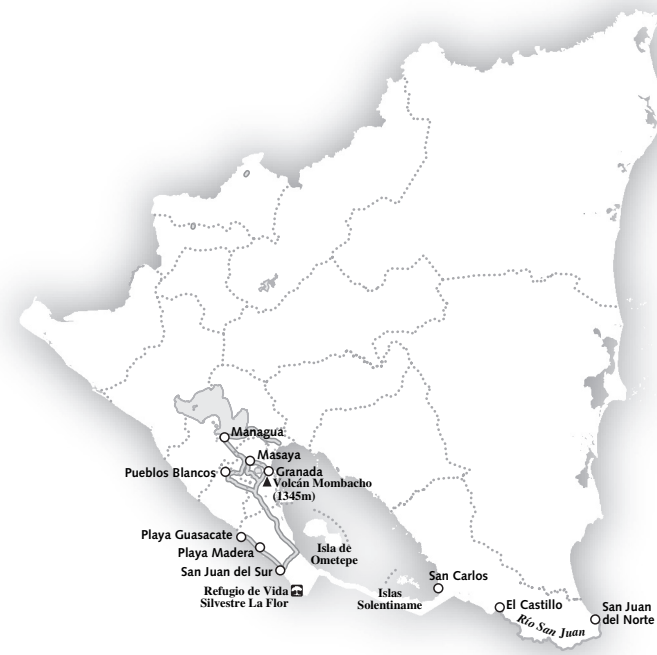 Managua
Masaya
Pueblos Blancos
Granada
Volcán Mombacho
(1345m)
Playa Guasacate
Playa Madera
Isla de
Ometepe
San Juan del Sur
Refugio de Vida
Silvestre La Flor
San Carlos
Islas
Solentiname
El Castillo
Río San Juan
San Juan
del Norte